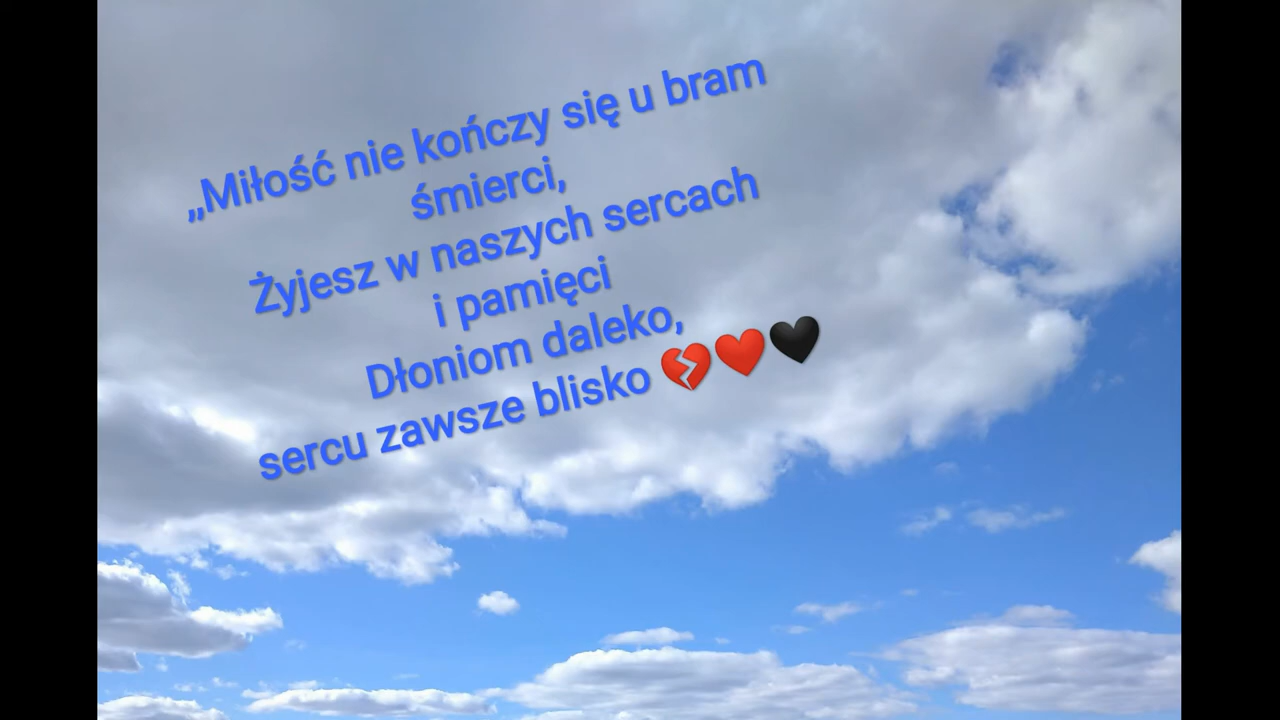 „Miłość nie kończy się u bram
śmierci,
Żyjesz w naszych sercach
i pamięci
Dłoniom daleko,
sercu zawsze blisko 💔❤️🖤